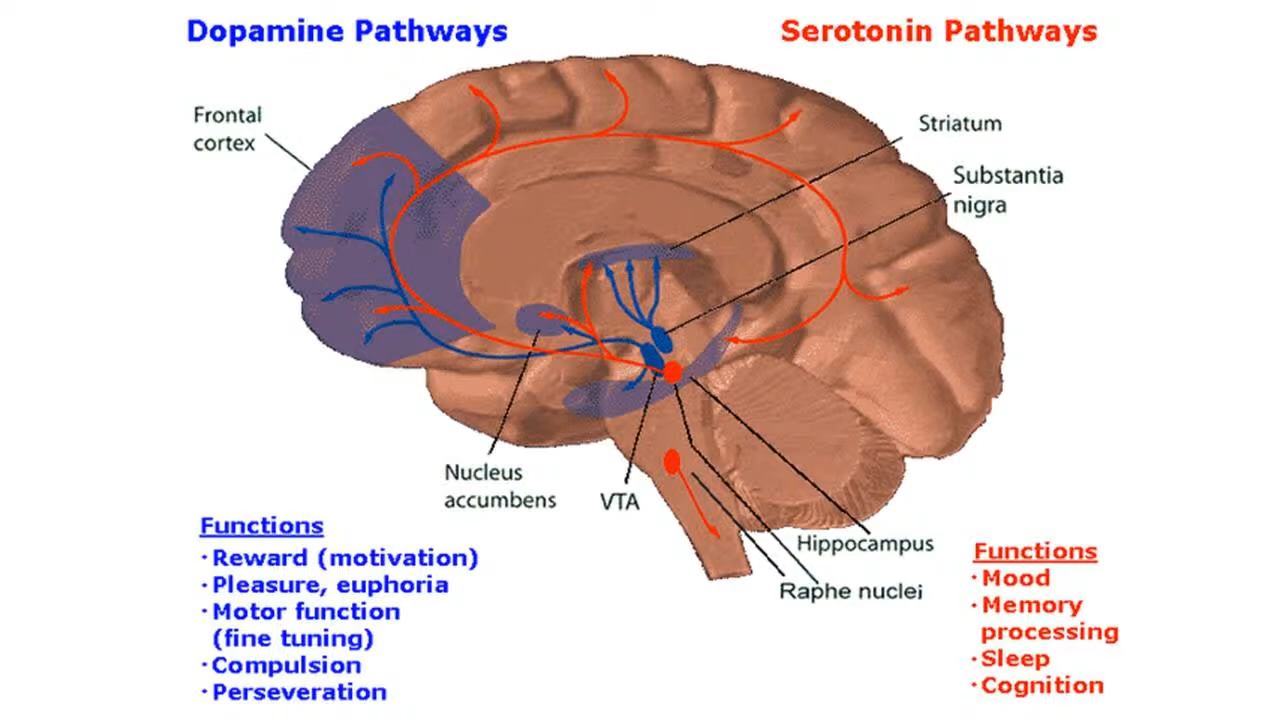 Dopamine Pathways
Serotonin Pathways
Frontal
cortex
Striatum
Substantia
nigra
Nucleus
accumbens
VTA
Hippocampus
Raphe nuclei
Functions
·Reward (motivation)
·Pleasure, euphoria
·Motor function
(fine tuning)
·Compulsion
·Perseveration
Functions
·Mood
·Memory
processing
·Sleep
·Cognition